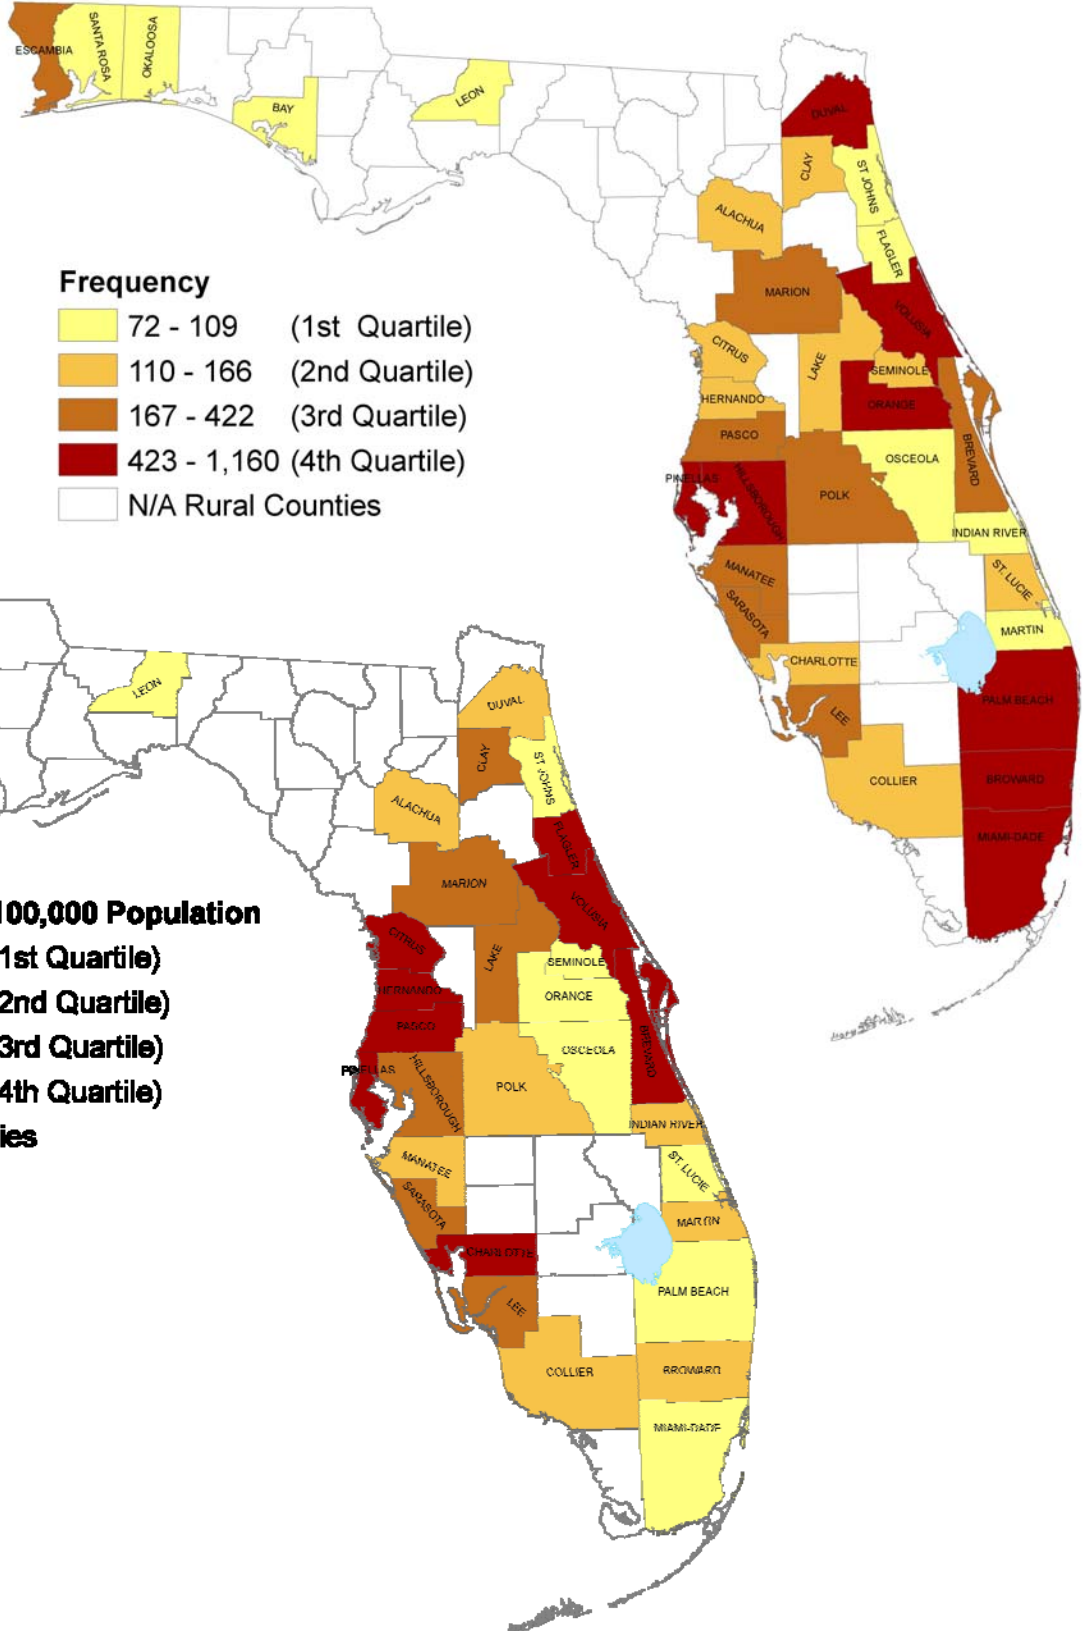 ESCAMBIA
SANTA ROSA
OKALOOSA
BAY
LEON
DUVAL
CLAY
ST JOHNS
ALACHUA
FLAGLER
MARION
VOLUSIA
CITRUS
LAKE
SEMINOLE
HERNANDO
ORANGE
PASCO
BREVARD
OSCEOLA
PINELLAS
HILLSBOROUGH
POLK
INDIAN RIVER
MANATEE
ST. LUCIE
SARASOTA
MARTIN
CHARLOTTE
PALM BEACH
LEE
COLLIER
BROWARD
MIAMI-DADE
Frequency
72 - 109 (1st Quartile)
110 - 166 (2nd Quartile)
167 - 422 (3rd Quartile)
423 - 1,160 (4th Quartile)
N/A Rural Counties
LEON
DUVAL
CLAY
ST JOHNS
ALACHUA
FLAGLER
MARION
VOLUSIA
CITRUS
LAKE
SEMINOLE
HERNANDO
ORANGE
PASCO
BREVARD
OSCEOLA
PINELLAS
HILLSBOROUGH
POLK
INDIAN RIVER
MANATEE
ST. LUCIE
SARASOTA
MARTIN
CHARLOTTE
PALM BEACH
LEE
COLLIER
BROWARD
MIAMI-DADE
100,000 Population
1st Quartile)
2nd Quartile)
3rd Quartile)
4th Quartile)
ies